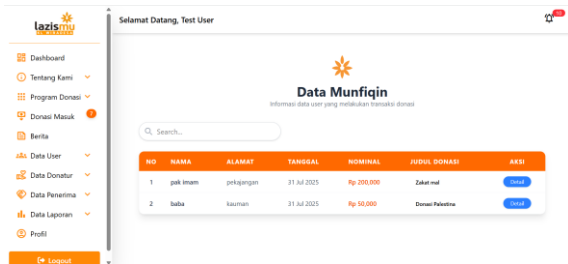 lazismu
Selamat Datang, Test User
Dashboard
Tentang Kami
Program Donasi
Donasi Masuk
Berita
Data User
Data Donatur
Data Penerima
Data Laporan
Profil
Logout
Data Munfiqin
Informasi data user yang melakukan transaksi donasi
Search...
NO NAMA ALAMAT TANGGAL NOMINAL JUDUL DONASI AKSI
1 pak imam pekajangan 31 Jul 2025 Rp 200,000 Zakat mal Detail
2 baba kauman 31 Jul 2025 Rp 50,000 Donasi Palestina Detail